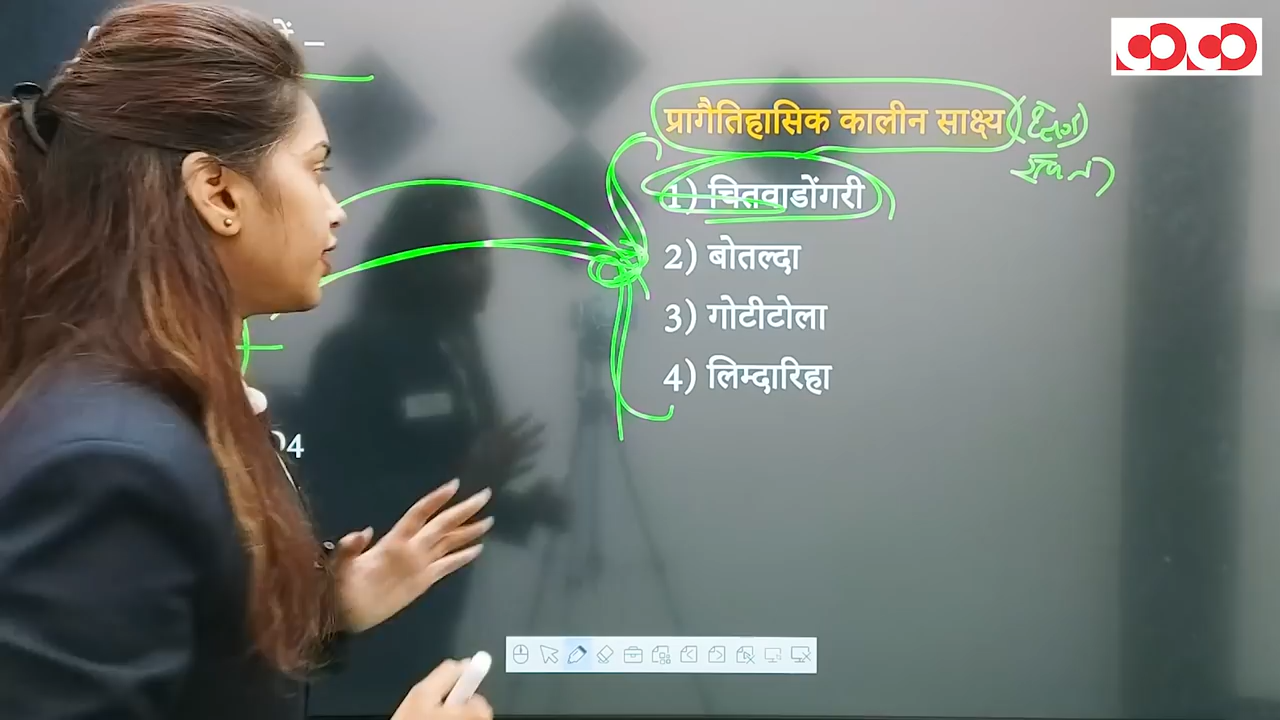 प्रागैतिहासिक कालीन साक्ष्य
1) चितवाडोंगरी
2) बोतल्दा
3) गोटीटोला
4) लिम्दारिहा